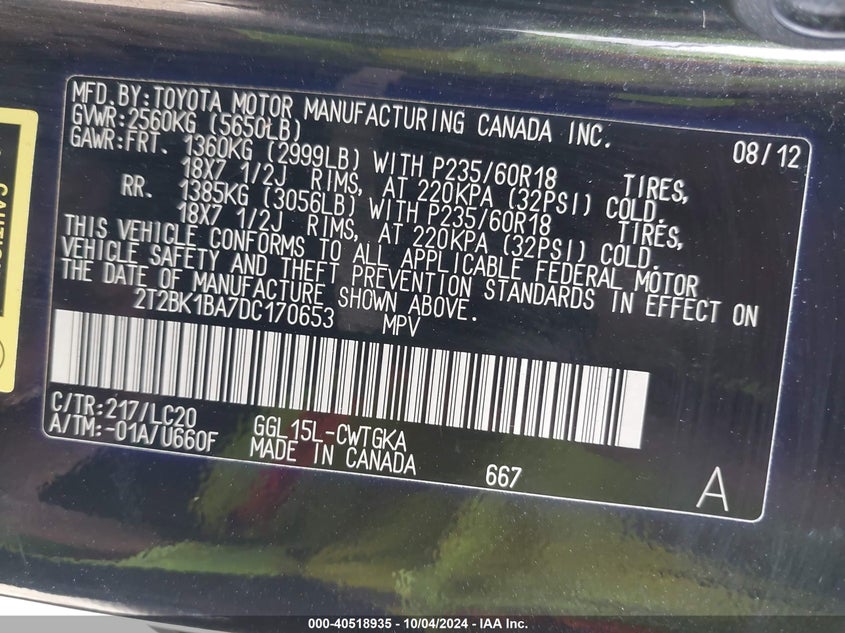 MFD.BY:TOYOTA MOTOR MANUFACTURING CANADA INC.
08/12
GVWR:2560KG (5650LB)
GAWR:FRT. 1360KG (2999LB) WITH P235/60R18 TIRES,
18X7 1/2J RIMS, AT 220KPA (32PSI) COLD.
RR. 1385KG (3056LB) WITH P235/60R18 TIRES,
18X7 1/2J RIMS, AT 220KPA (32PSI) COLD.
THIS VEHICLE CONFORMS TO ALL APPLICABLE FEDERAL MOTOR
VEHICLE SAFETY AND THEFT PREVENTION STANDARDS IN EFFECT ON
THE DATE OF MANUFACTURE SHOWN ABOVE.
2T2BK1BA7DC170653 MPV
C/TR:217/LC20 GGL15L-CWTGKA
A/TM:-01A/U660F MADE IN CANADA 667 A
000-40518935 - 10/04/2024 - IAA Inc.